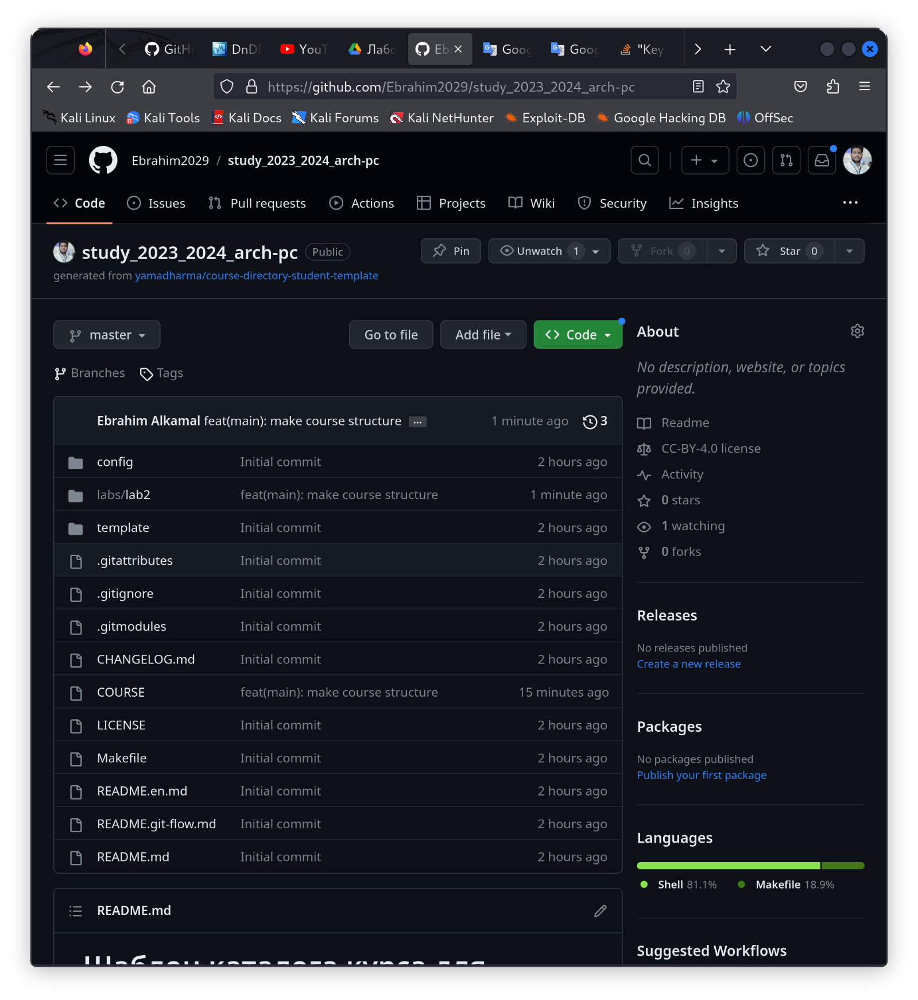 GitHu
DnD
YouT
Лабо
Eb
Goog
Goog
"Key
https://github.com/Ebrahim2029/study_2023_2024_arch-pc
Kali Linux Kali Tools Kali Docs Kali Forums Kali NetHunter Exploit-DB Google Hacking DB OffSec
Ebrahim2029 / study_2023_2024_arch-pc
Code Issues Pull requests Actions Projects Wiki Security Insights
study_2023_2024_arch-pc Public Pin Unwatch 1 Fork 0 Star 0
generated from yamadharma/course-directory-student-template
master Go to file Add file Code
Branches Tags
Ebrahim Alkamal feat(main): make course structure ... 1 minute ago 3
config Initial commit 2 hours ago
labs/lab2 feat(main): make course structure 1 minute ago
template Initial commit 2 hours ago
.gitattributes Initial commit 2 hours ago
.gitignore Initial commit 2 hours ago
.gitmodules Initial commit 2 hours ago
CHANGELOG.md Initial commit 2 hours ago
COURSE feat(main): make course structure 15 minutes ago
LICENSE Initial commit 2 hours ago
Makefile Initial commit 2 hours ago
README.en.md Initial commit 2 hours ago
README.git-flow.md Initial commit 2 hours ago
README.md Initial commit 2 hours ago
README.md
Шаблон каталога курса для
About
No description, website, or topics
provided.
Readme
CC-BY-4.0 license
Activity
0 stars
1 watching
0 forks
Releases
No releases published
Create a new release
Packages
No packages published
Publish your first package
Languages
Shell 81.1% Makefile 18.9%
Suggested Workflows